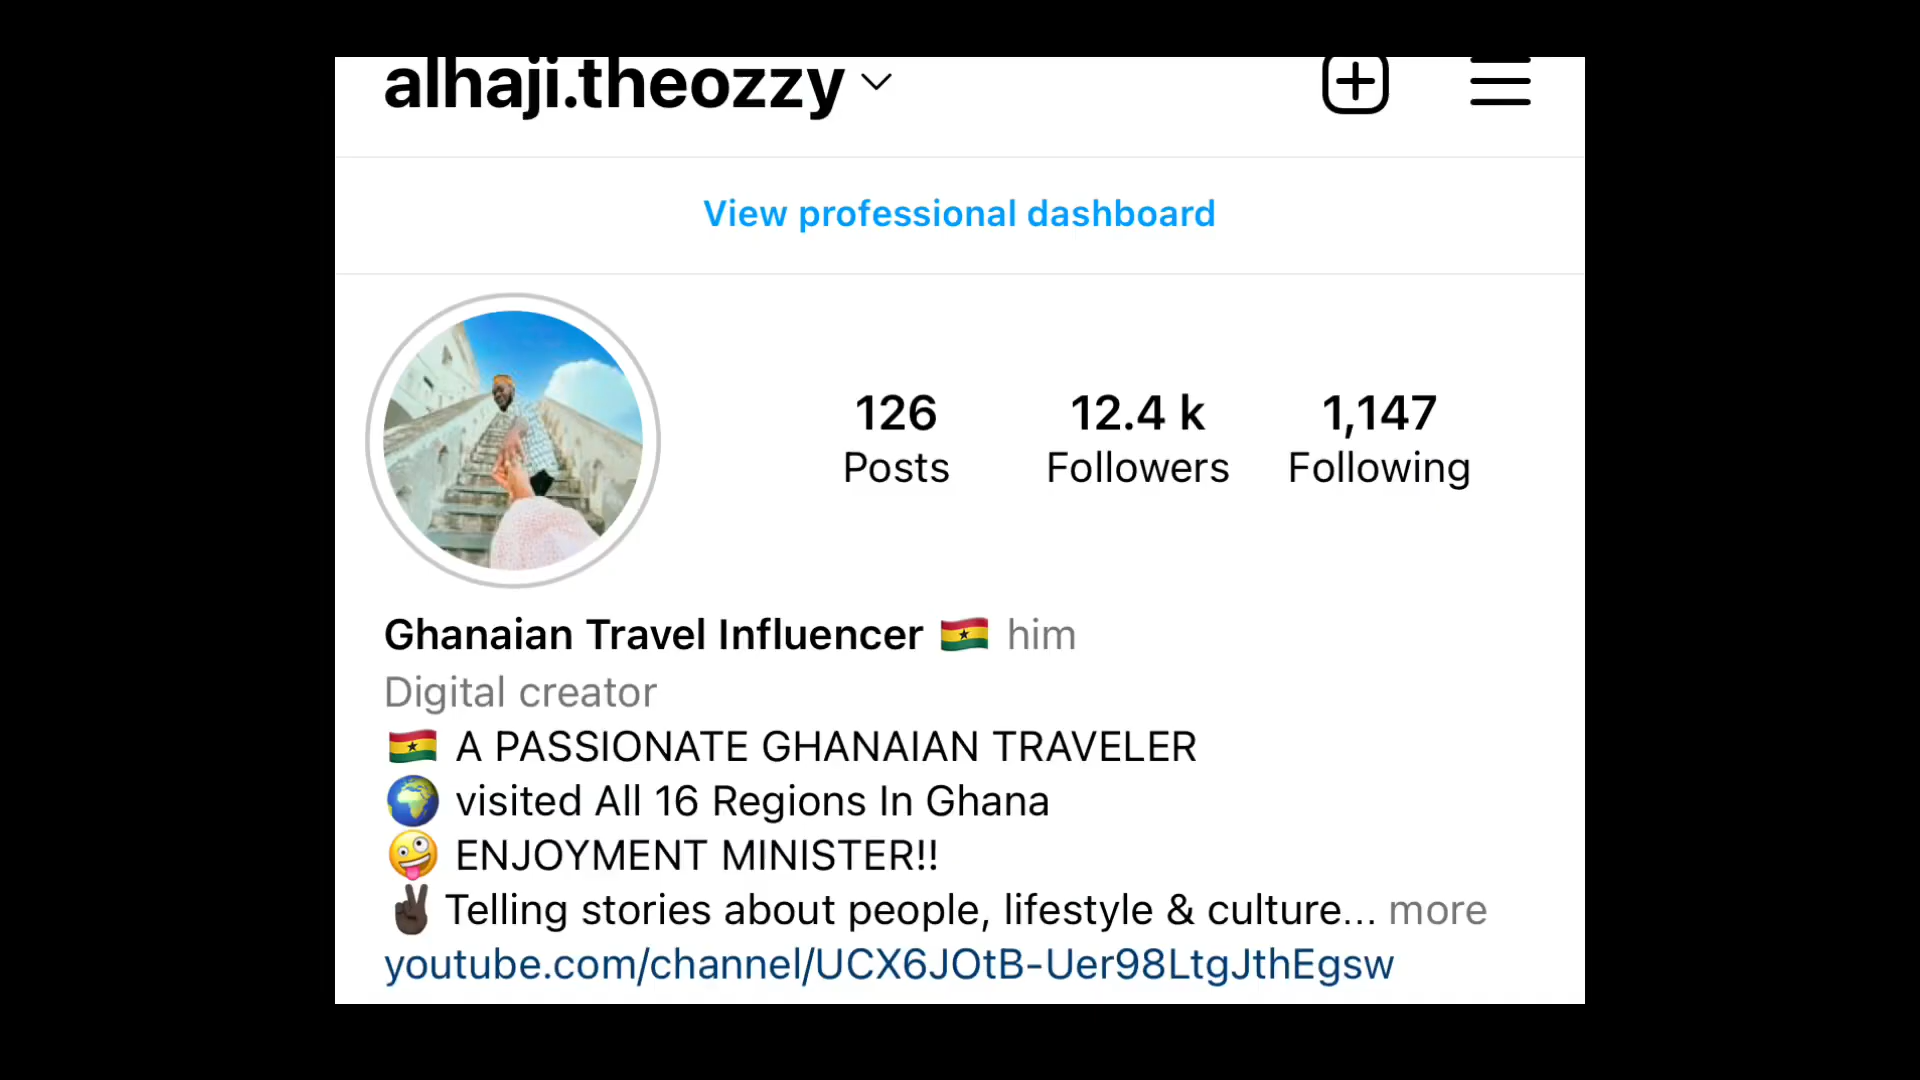 alhaji.theozzy
View professional dashboard
126 12.4 k 1,147
Posts Followers Following
Ghanaian Travel Influencer 🇬🇭 him
Digital creator
🇬🇭 A PASSIONATE GHANAIAN TRAVELER
🌍 visited All 16 Regions In Ghana
🤪 ENJOYMENT MINISTER!!
✌🏿 Telling stories about people, lifestyle & culture... more
youtube.com/channel/UCX6JOtB-Uer98LtgJthEgsw